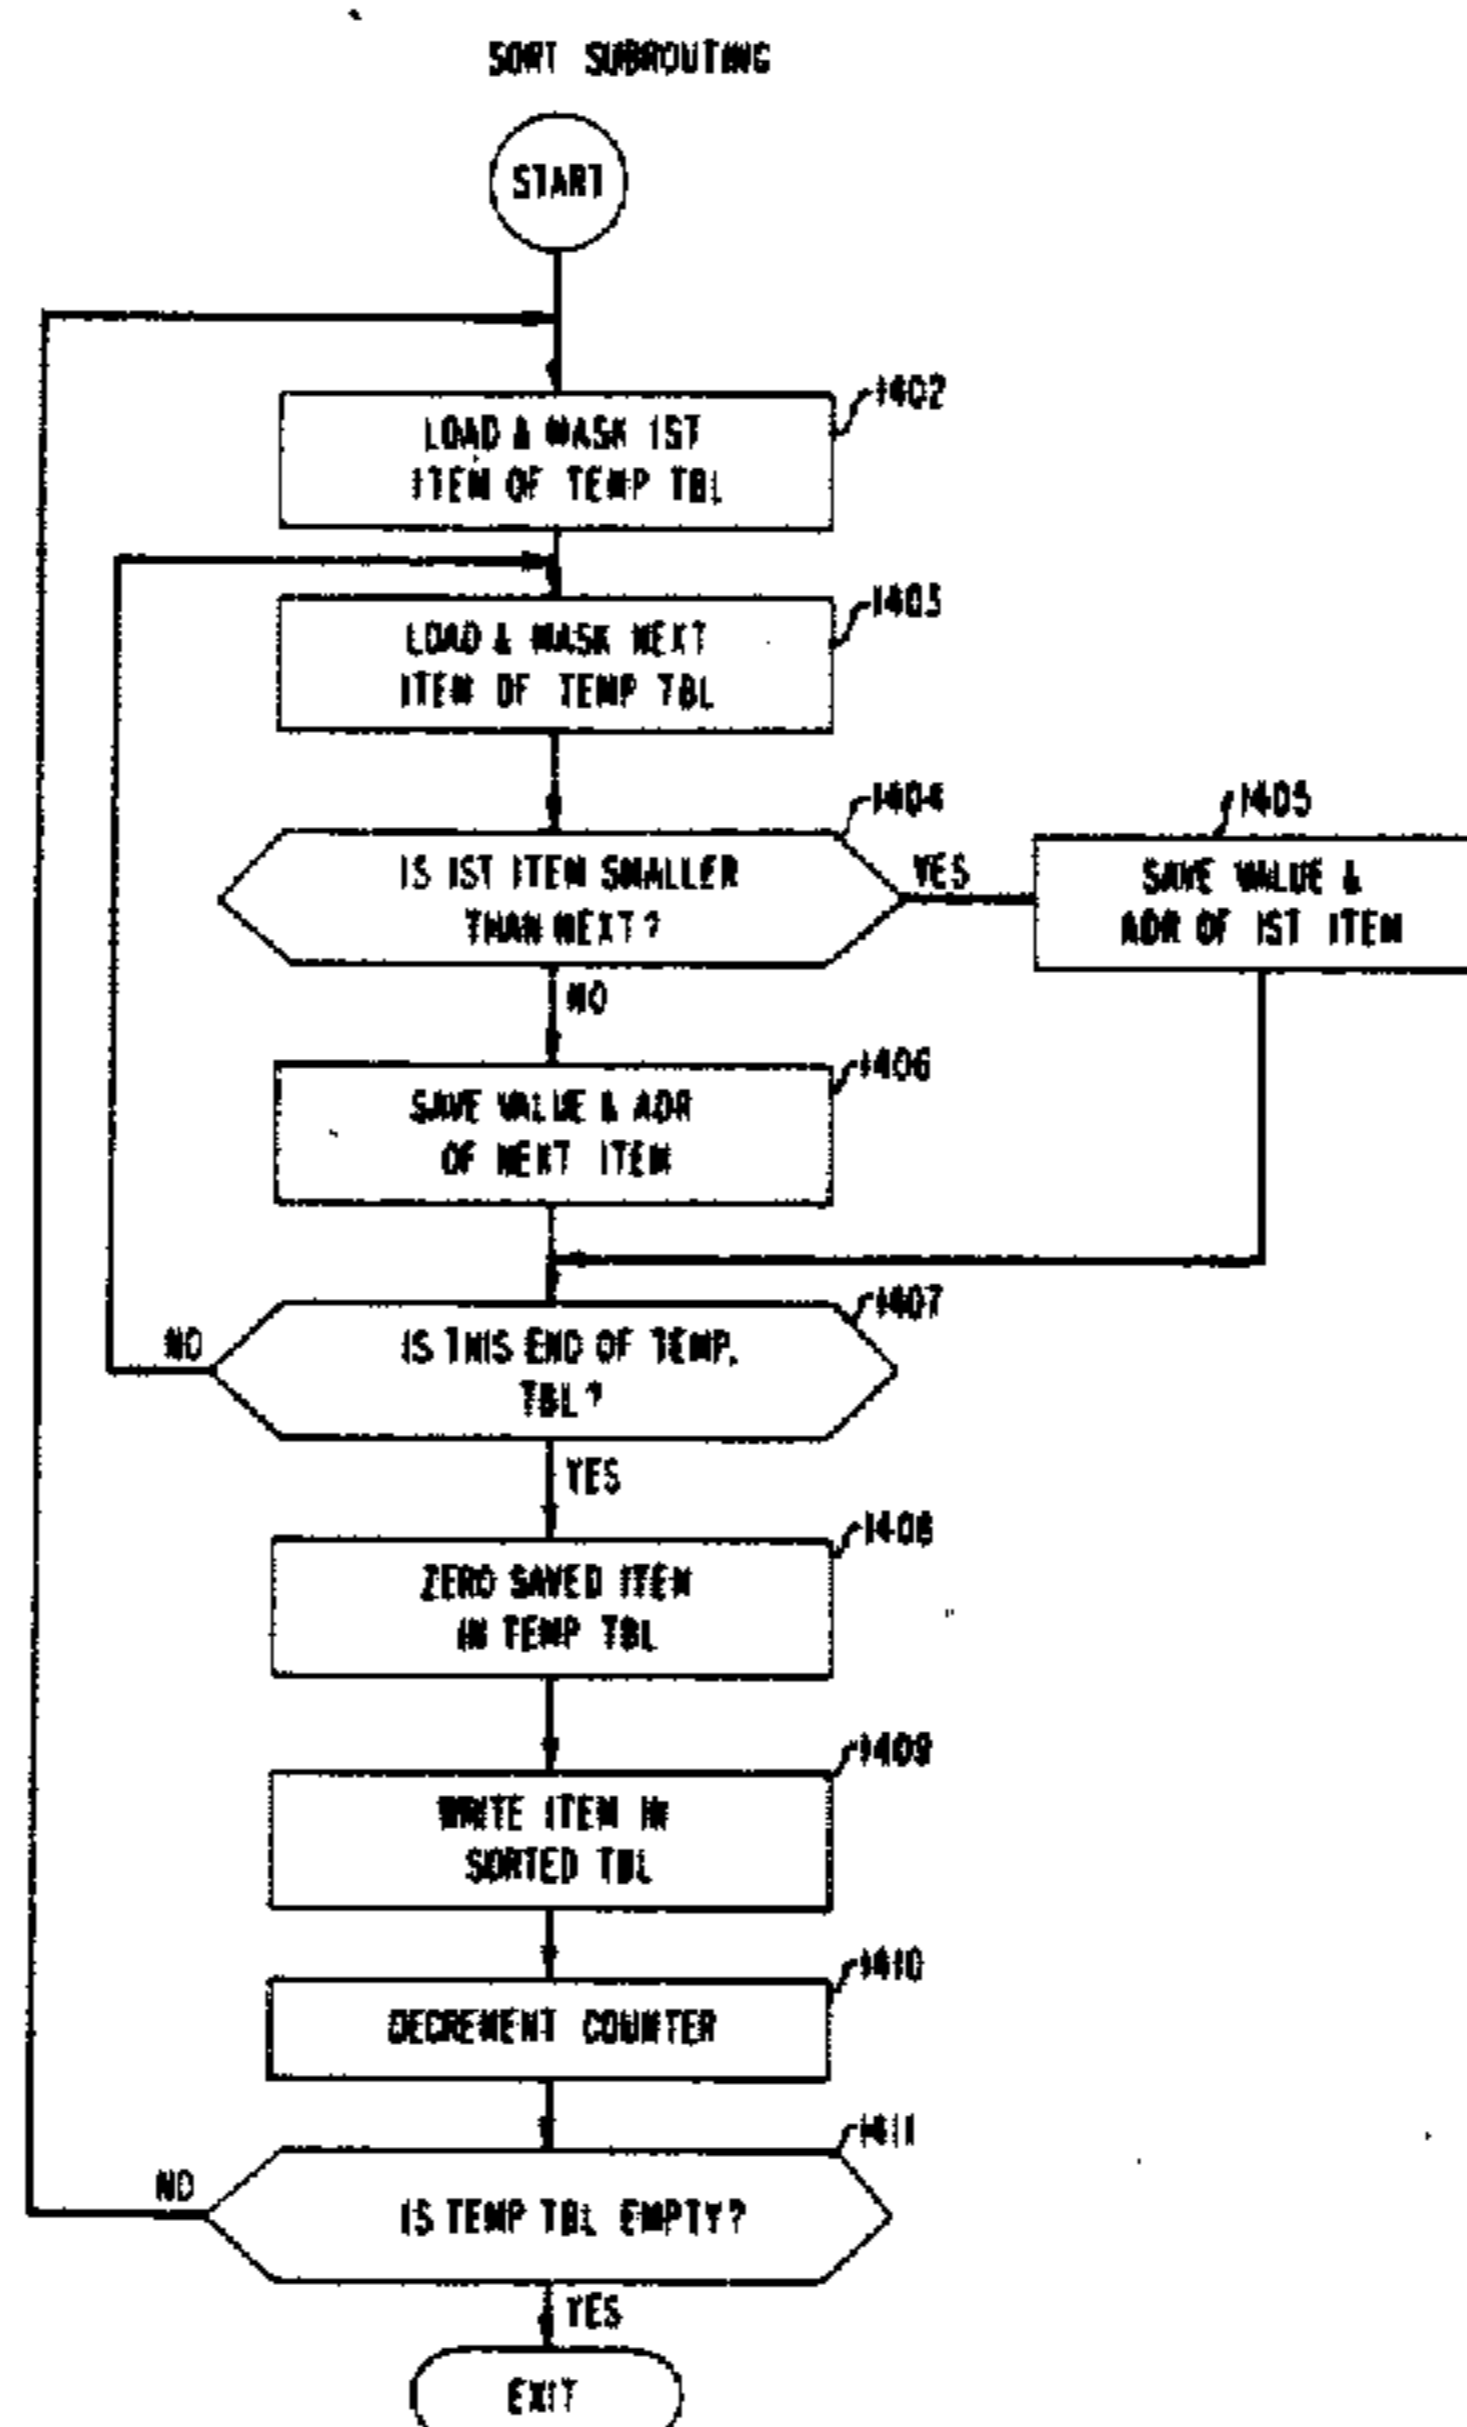 SORT SUBROUTING
START
1402
LOAD & MASK 1ST
ITEM OF TEMP TBL
1403
LOAD & MASK NEXT
ITEM OF TEMP TBL
1404
IS 1ST ITEM SMALLER
THAN NEXT?
YES
1405
SAVE VALUE &
ADR OF 1ST ITEM
NO
1406
SAVE VALUE & ADR
OF NEXT ITEM
1407
NO
IS THIS END OF TEMP.
TBL?
YES
1408
ZERO SAVED ITEM
IN TEMP TBL
1409
WRITE ITEM IN
SORTED TBL
1410
DECREMENT COUNTER
1411
NO
IS TEMP TBL EMPTY?
YES
EXIT